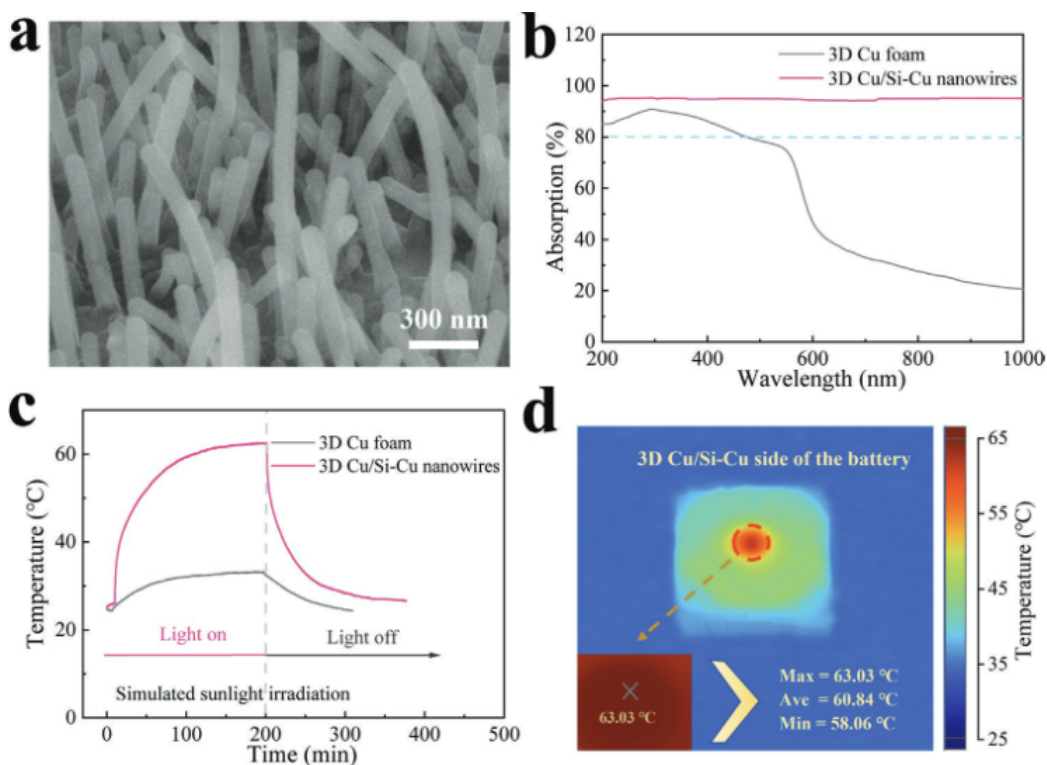 a
300 nm
b
120
100
80
60
40
20
0
Absorption (%)
3D Cu foam
3D Cu/Si-Cu nanowires
200
400
600
800
1000
Wavelength (nm)
c
60
40
20
0
Temperature (℃)
3D Cu foam
3D Cu/Si-Cu nanowires
Light on
Light off
Simulated sunlight irradiation
0
100
200
300
400
500
Time (min)
d
3D Cu/Si-Cu side of the battery
63.03 ℃
Max = 63.03 ℃
Ave = 60.84 ℃
Min = 58.06 ℃
65
55
45
35
25
Temperature (℃)